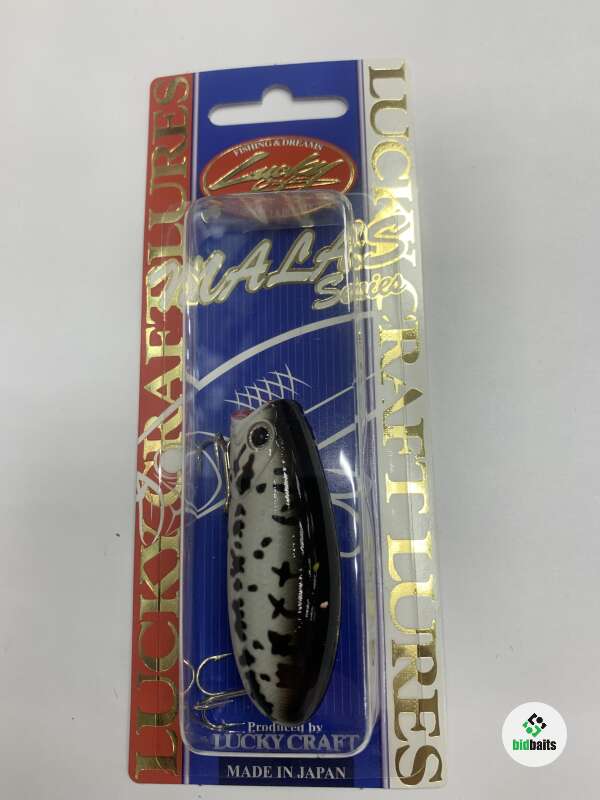 LUCKY CRAFT LURES
FISHING & DREAMS
Lucky
MALAS
Series
LUCKY CRAFT LURES
Produced by
LUCKY CRAFT
MADE IN JAPAN
bidbaits